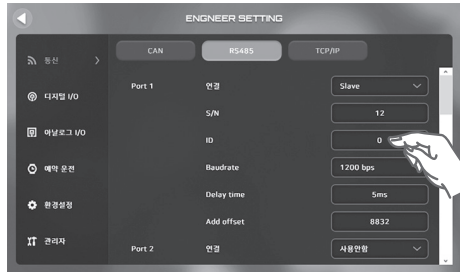 ENGNEER SETTING
CAN
RS485
TCP/IP
통신
디지털 I/O
아날로그 I/O
예약 운전
환경설정
관리자
Port 1
연결
Slave
S/N
12
ID
0
Baudrate
1200 bps
Delay time
5ms
Add offset
8832
Port 2
연결
사용안함